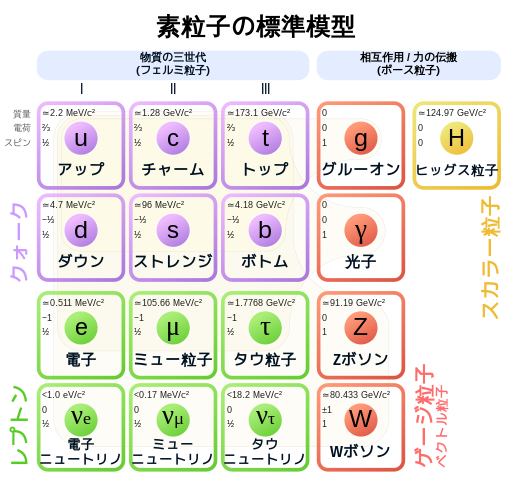 素粒子の標準模型
物質の三世代
(フェルミ粒子)
相互作用 / 力の伝搬
(ボース粒子)
I
II
III
質量
電荷
スピン
≃2.2 MeV/c²
⅔
½
u
アップ
≃1.28 GeV/c²
⅔
½
c
チャーム
≃173.1 GeV/c²
⅔
½
t
トップ
0
0
1
g
グルーオン
≃124.97 GeV/c²
0
0
H
ヒッグス粒子
クォーク
≃4.7 MeV/c²
−⅓
½
d
ダウン
≃96 MeV/c²
−⅓
½
s
ストレンジ
≃4.18 GeV/c²
−⅓
½
b
ボトム
0
0
1
γ
光子
スカラー粒子
≃0.511 MeV/c²
−1
½
e
電子
≃105.66 MeV/c²
−1
½
μ
ミュー粒子
≃1.7768 GeV/c²
−1
½
τ
タウ粒子
≃91.19 GeV/c²
0
1
Z
Zボソン
レプトン
<1.0 eV/c²
0
½
νe
電子
ニュートリノ
<0.17 MeV/c²
0
½
νμ
ミュー
ニュートリノ
<18.2 MeV/c²
0
½
ντ
タウ
ニュートリノ
≃80.433 GeV/c²
±1
1
W
Wボソン
ゲージ粒子
ベクトル粒子